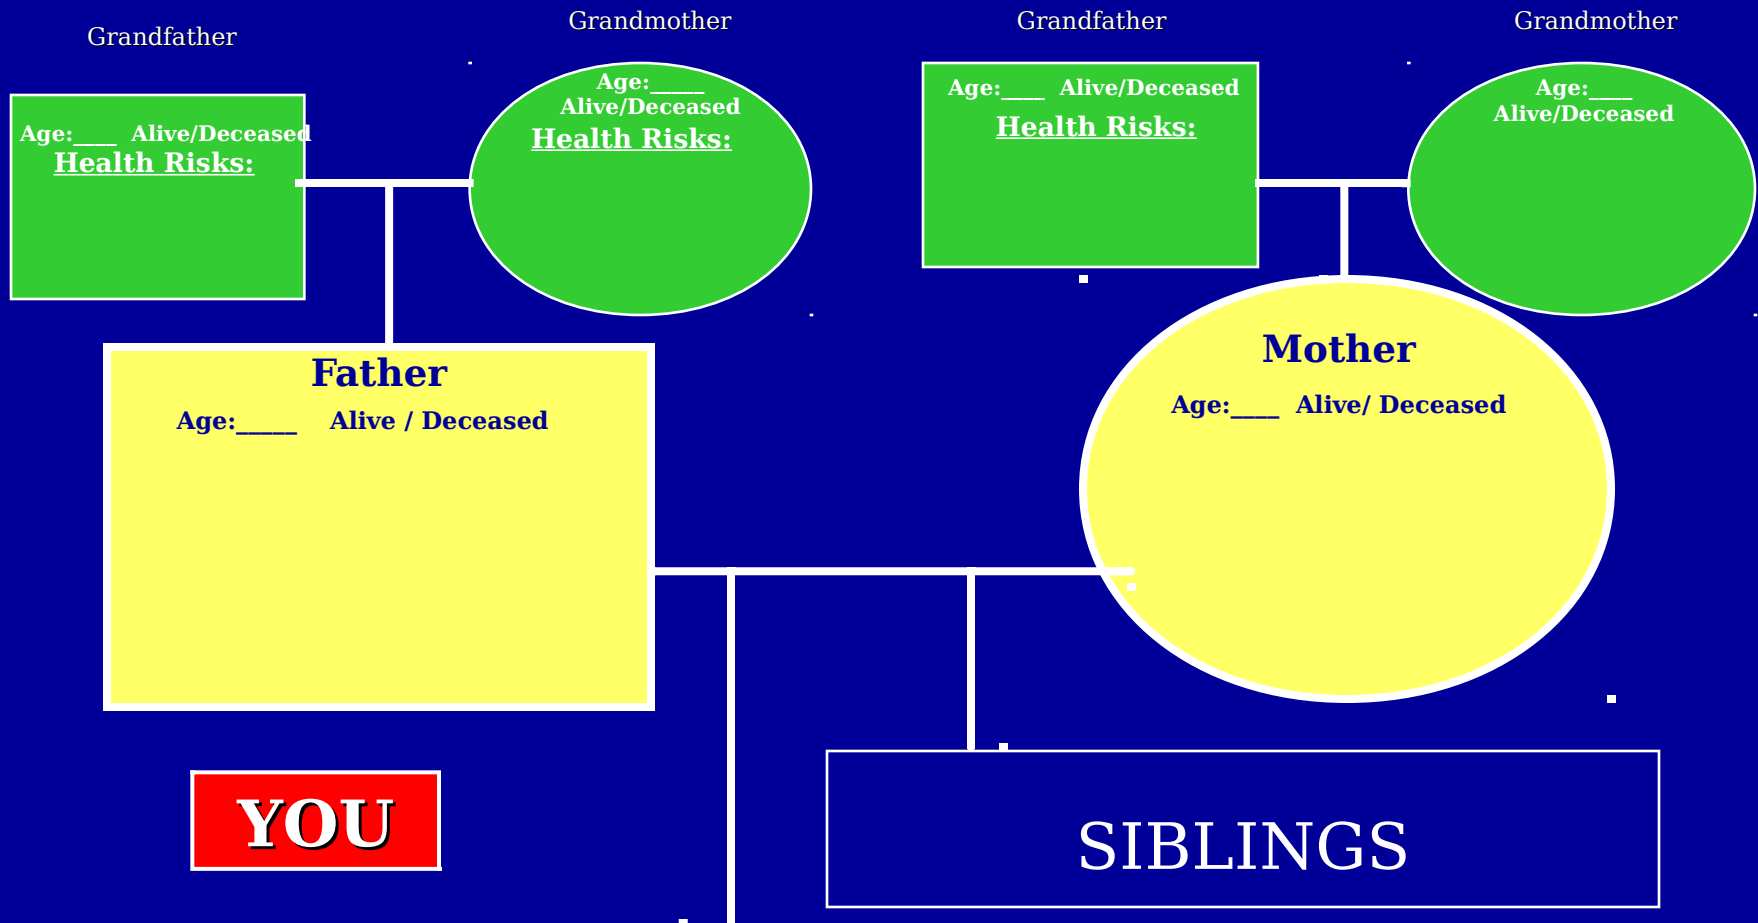 Grandfather
Grandmother
Grandfather
Grandmother
Age:____  Alive/Deceased
Health Risks:
Age:_____
Alive/Deceased
Health Risks:
Age:____  Alive/Deceased
Health Risks:
Age:____
Alive/Deceased
Father
Age:_____    Alive / Deceased
Mother
Age:____  Alive/ Deceased
YOU
SIBLINGS